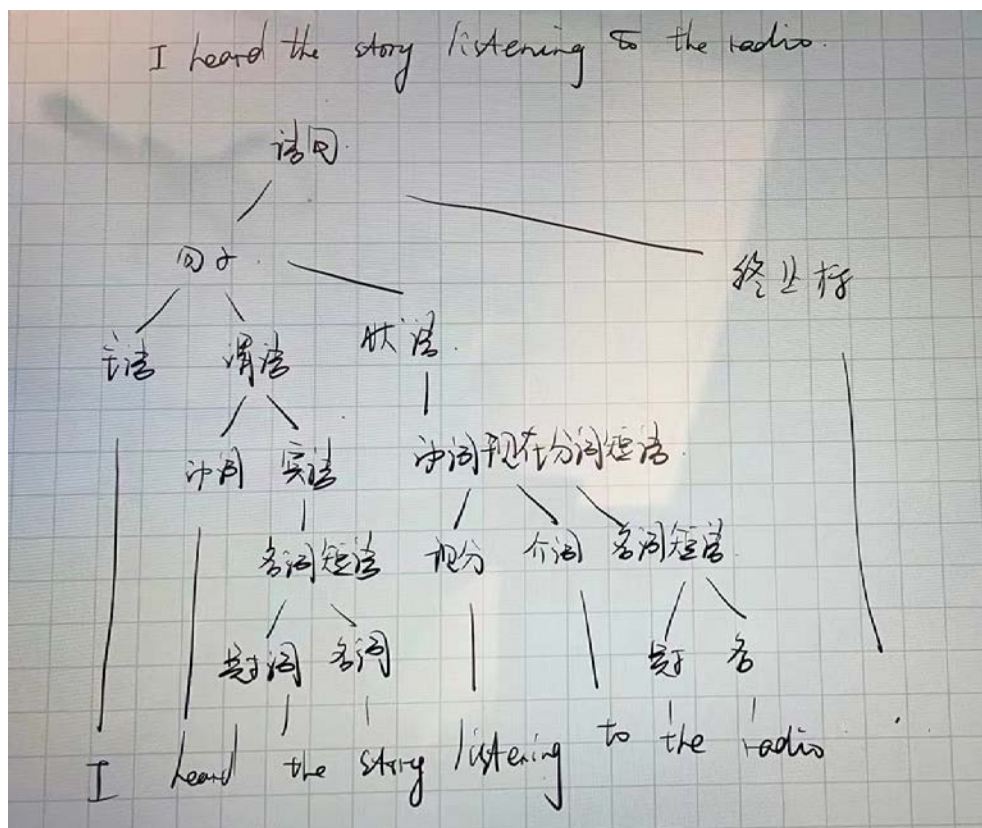 I heard the story listening to the radio.
语句
句子 终止标
主语 谓语 状语
动词 宾语 动词现在分词短语
名词短语 现分 介词 名词短语
冠词 名词 冠 名
I heard the story listening to the radio .